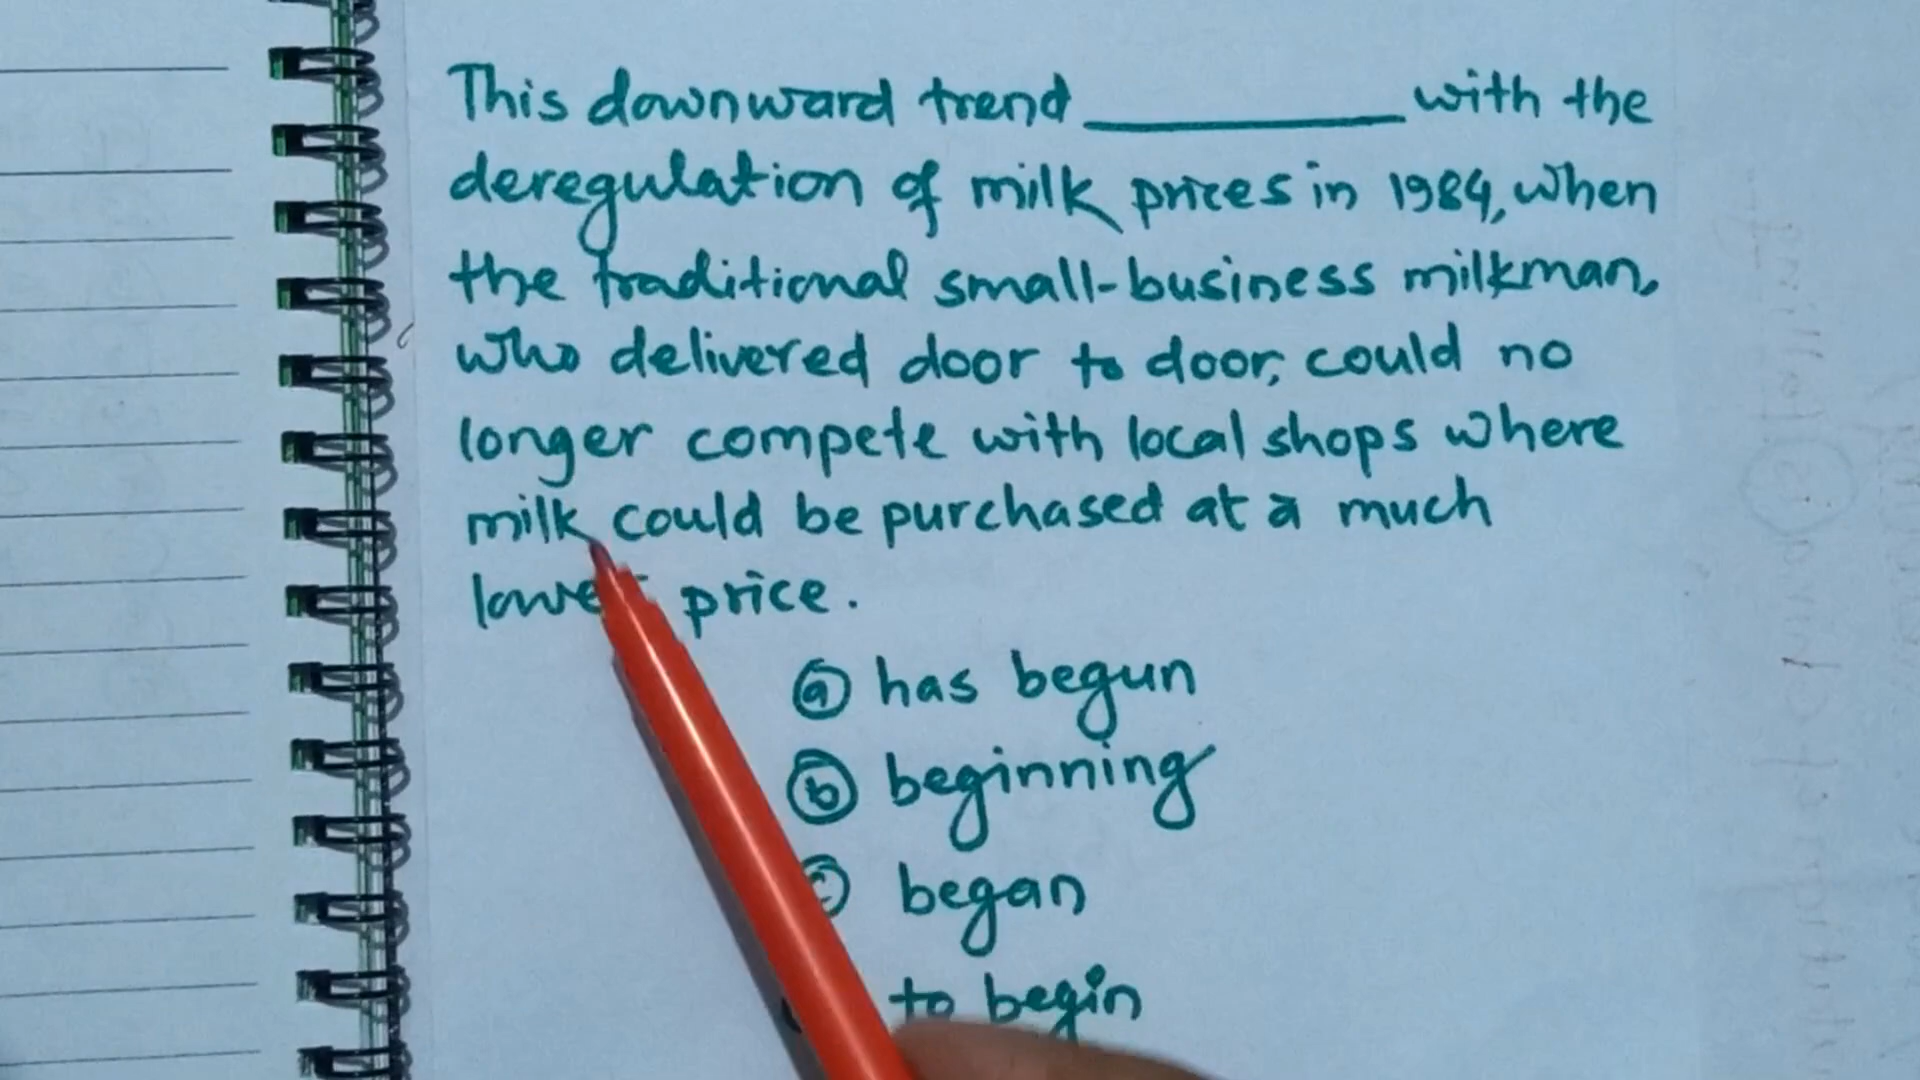 This downward trend __________ with the
deregulation of milk prices in 1984, when
the traditional small-business milkman,
who delivered door to door, could no
longer compete with local shops where
milk could be purchased at a much
lower price.
ⓐ has begun
ⓑ beginning
ⓒ began
to begin